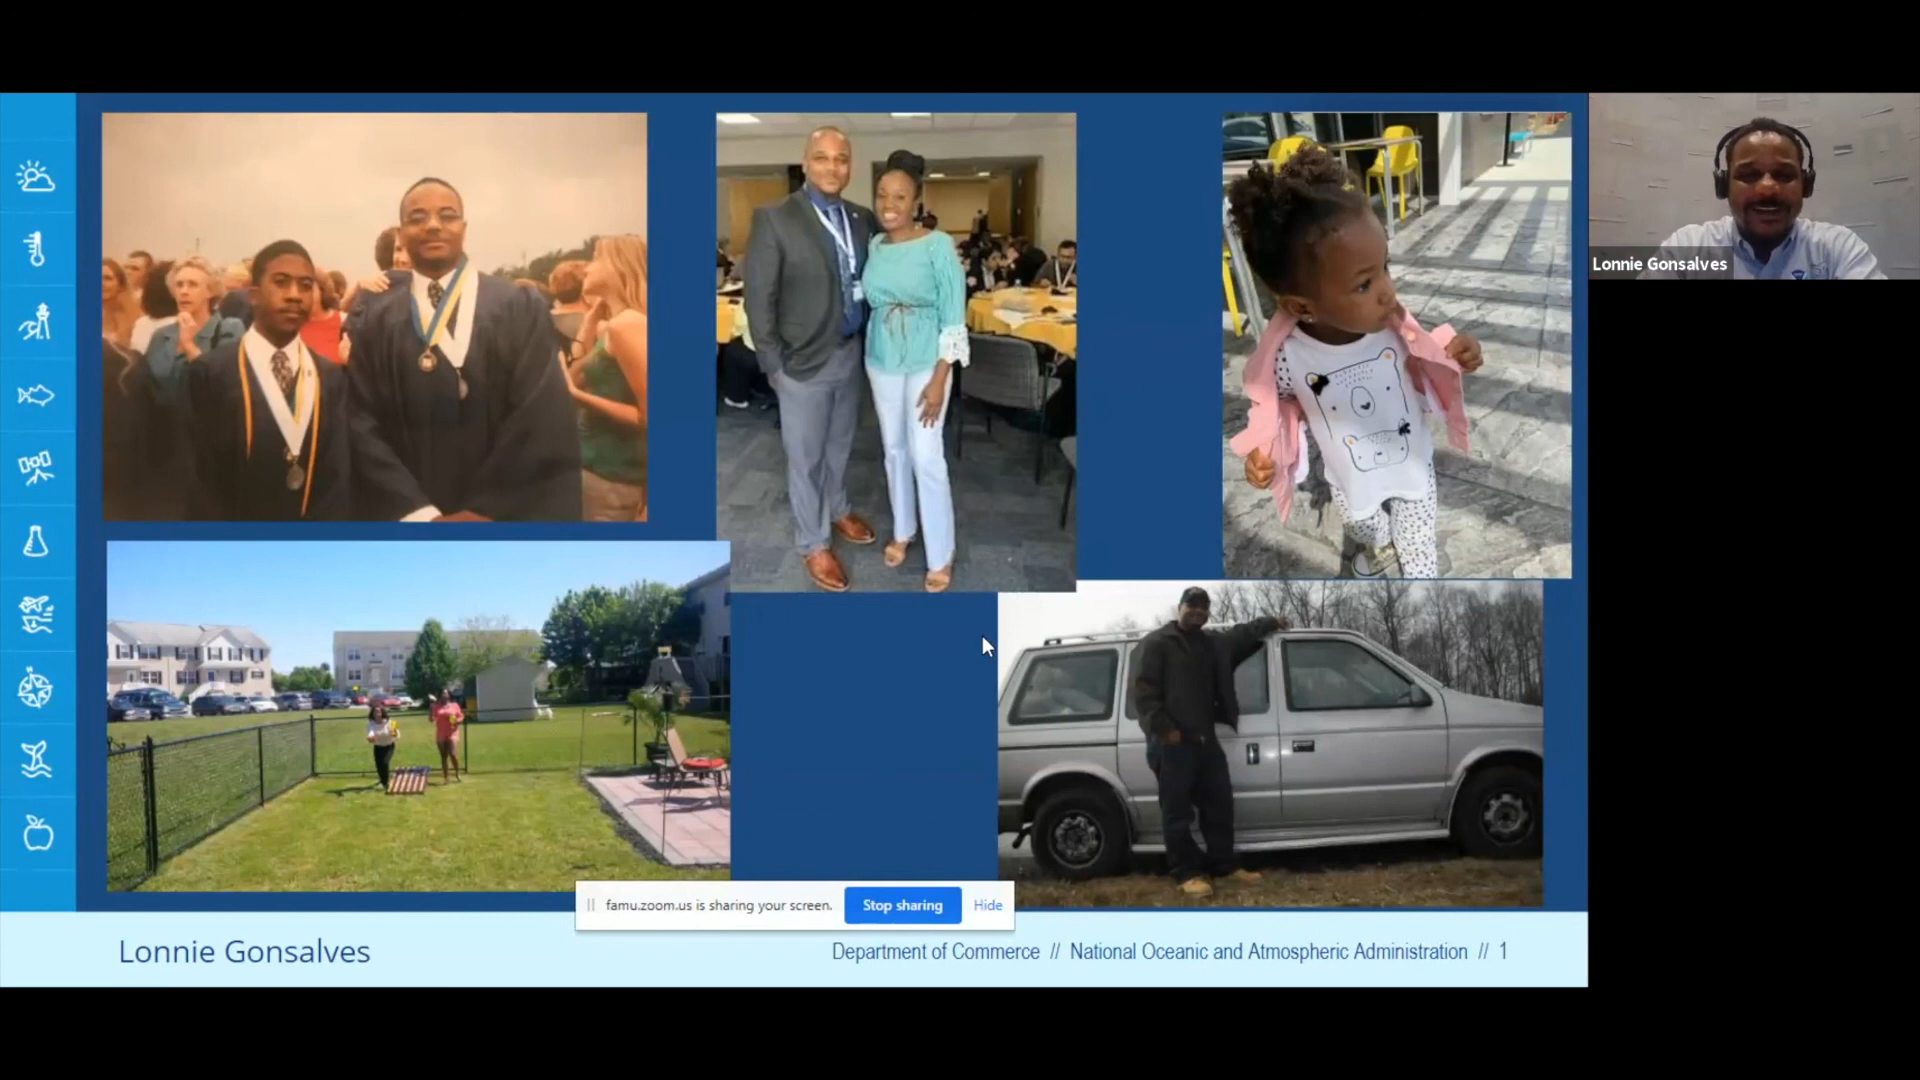 Lonnie Gonsalves
famu.zoom.us is sharing your screen. Stop sharing Hide
Lonnie Gonsalves Department of Commerce // National Oceanic and Atmospheric Administration // 1